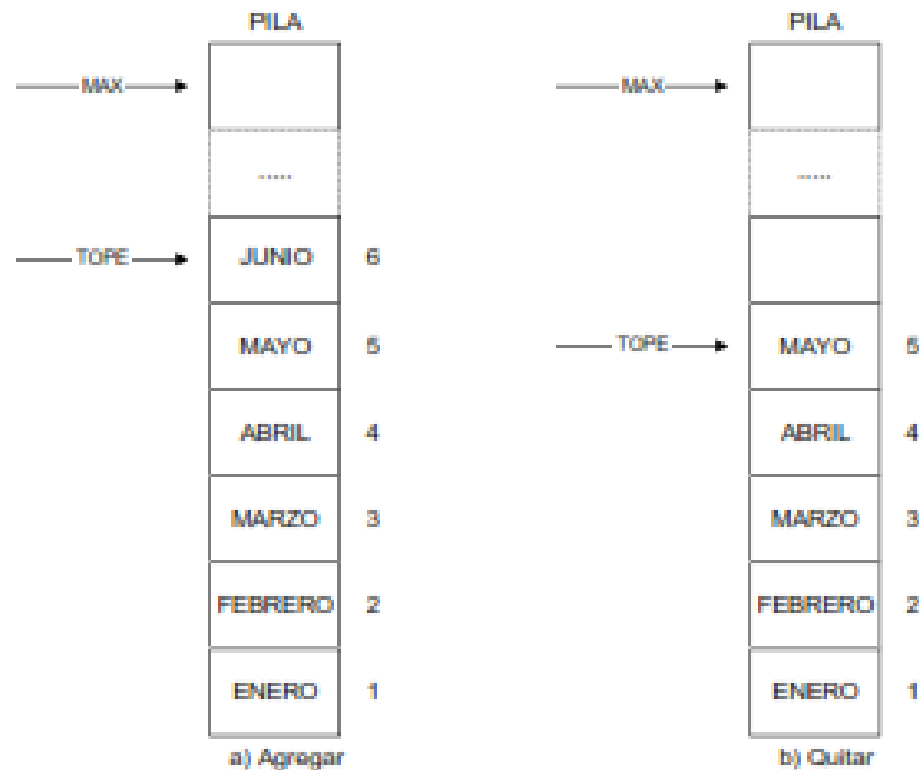 PILA
MAX
.....
TOPE JUNIO 6
MAYO 5
ABRIL 4
MARZO 3
FEBRERO 2
ENERO 1
a) Agregar
PILA
MAX
.....
TOPE MAYO 5
ABRIL 4
MARZO 3
FEBRERO 2
ENERO 1
b) Quitar